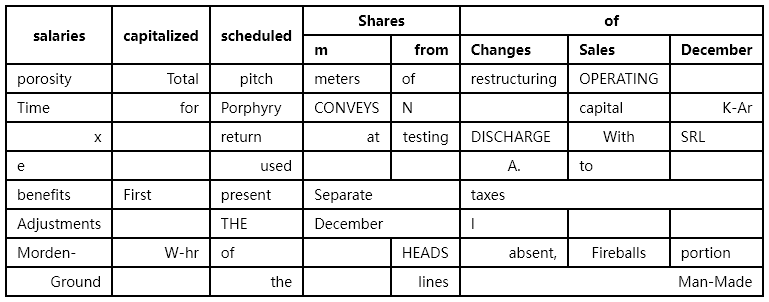 salaries capitalized scheduled Shares of
m from Changes Sales December
porosity Total pitch meters of restructuring OPERATING
Time for Porphyry CONVEYS N capital K-Ar
x return at testing DISCHARGE With SRL
e used A. to
benefits First present Separate taxes
Adjustments THE December I
Morden- W-hr of HEADS absent, Fireballs portion
Ground the lines Man-Made